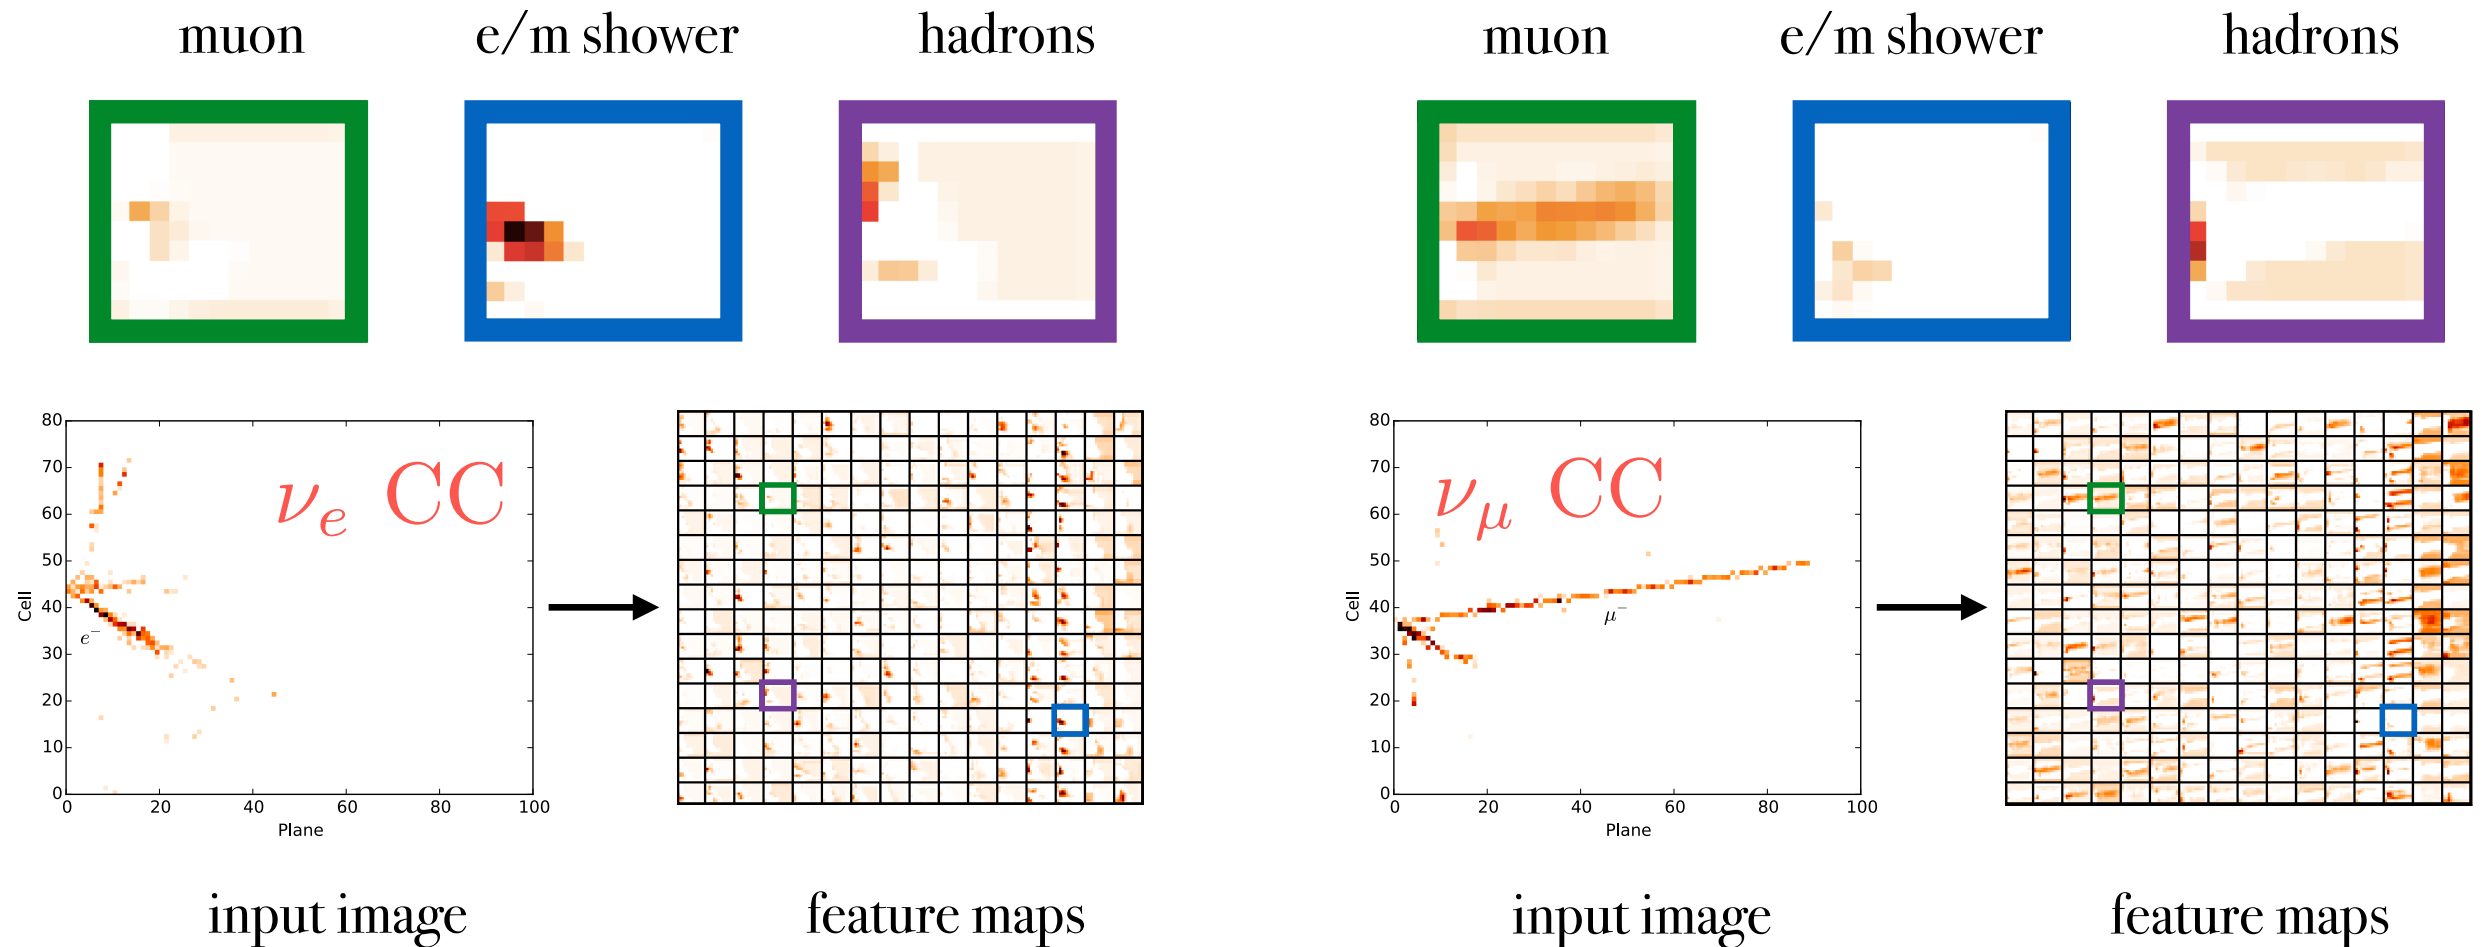 muon e/m shower hadrons
muon e/m shower hadrons
80
70
60
50
40
30
20
10
0
0 20 40 60 80 100
Cell
Plane
νe CC
e−
80
70
60
50
40
30
20
10
0
0 20 40 60 80 100
Cell
Plane
νμ CC
μ−
input image feature maps
input image feature maps